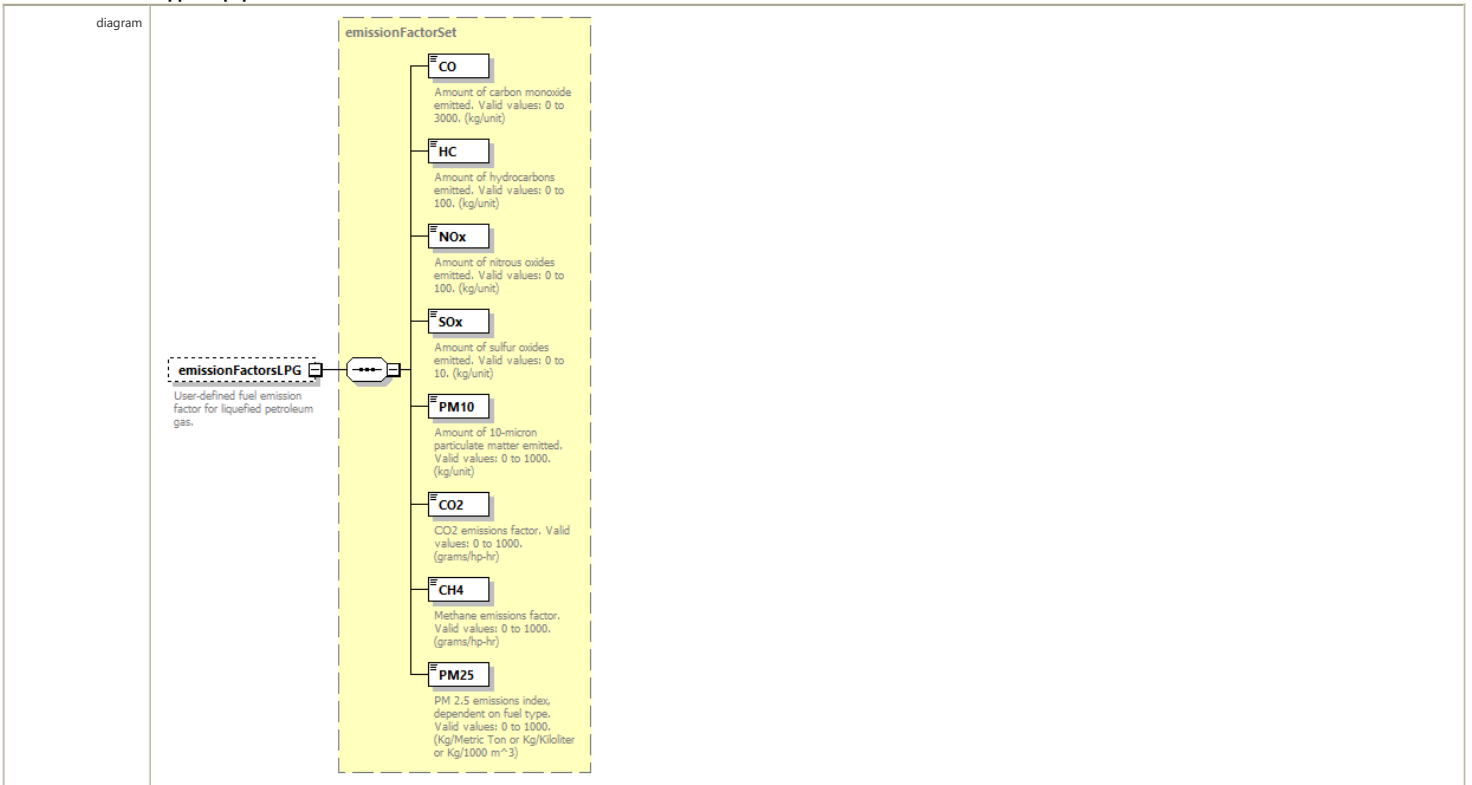 diagram
emissionFactorSet
CO
Amount of carbon monoxide
emitted. Valid values: 0 to
3000. (kg/unit)
HC
Amount of hydrocarbons
emitted. Valid values: 0 to
100. (kg/unit)
NOx
Amount of nitrous oxides
emitted. Valid values: 0 to
100. (kg/unit)
SOx
Amount of sulfur oxides
emitted. Valid values: 0 to
10. (kg/unit)
emissionFactorsLPG
User-defined fuel emission
factor for liquefied petroleum
gas.
PM10
Amount of 10-micron
particulate matter emitted.
Valid values: 0 to 1000.
(kg/unit)
CO2
CO2 emissions factor. Valid
values: 0 to 1000.
(grams/hp-hr)
CH4
Methane emissions factor.
Valid values: 0 to 1000.
(grams/hp-hr)
PM25
PM 2.5 emissions index,
dependent on fuel type.
Valid values: 0 to 1000.
(Kg/Metric Ton or Kg/Kiloliter
or Kg/1000 m^3)